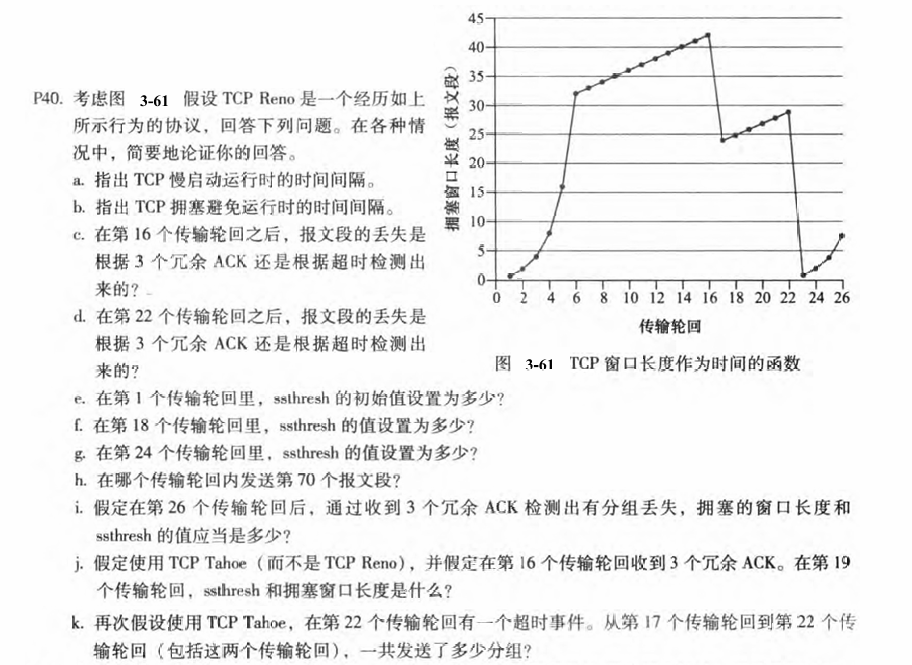 P40. 考虑图 3-61 假设 TCP Reno 是一个经历如上
所示行为的协议，回答下列问题。在各种情
况中，简要地论证你的回答。
a. 指出 TCP 慢启动运行时的时间间隔。
b. 指出 TCP 拥塞避免运行时的时间间隔。
c. 在第 16 个传输轮回之后，报文段的丢失是
根据 3 个冗余 ACK 还是根据超时检测出
来的？
d. 在第 22 个传输轮回之后，报文段的丢失是
根据 3 个冗余 ACK 还是根据超时检测出
来的？
拥塞窗口长度（报文段）
45
40
35
30
25
20
15
10
5
0
0 2 4 6 8 10 12 14 16 18 20 22 24 26
传输轮回
图 3-61 TCP 窗口长度作为时间的函数
e. 在第 1 个传输轮回里，ssthresh 的初始值设置为多少？
f. 在第 18 个传输轮回里，ssthresh 的值设置为多少？
g. 在第 24 个传输轮回里，ssthresh 的值设置为多少？
h. 在哪个传输轮回内发送第 70 个报文段？
i. 假定在第 26 个传输轮回后，通过收到 3 个冗余 ACK 检测出有分组丢失，拥塞的窗口长度和
ssthresh 的值应当是多少？
j. 假定使用 TCP Tahoe（而不是 TCP Reno），并假定在第 16 个传输轮回收到 3 个冗余 ACK。在第 19
个传输轮回，ssthresh 和拥塞窗口长度是什么？
k. 再次假设使用 TCP Tahoe，在第 22 个传输轮回有一个超时事件。从第 17 个传输轮回到第 22 个传
输轮回（包括这两个传输轮回），一共发送了多少分组？